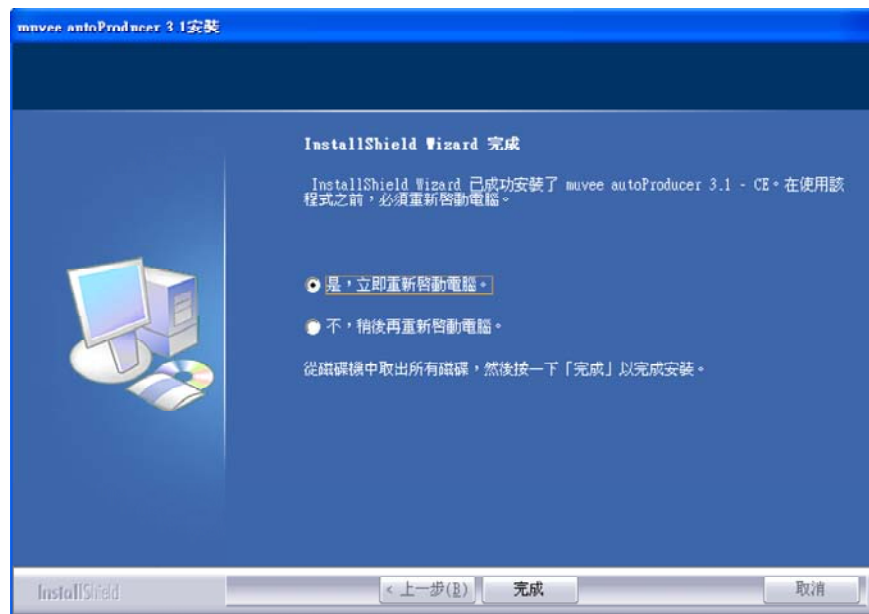 muvee autoProducer 3.1安裝
InstallShield Wizard 完成
InstallShield Wizard 已成功安裝了 muvee autoProducer 3.1 - CE。在使用該
程式之前，必須重新啓動電腦。
是，立即重新啓動電腦。
不，稍後再重新啓動電腦。
從磁碟機中取出所有磁碟，然後按一下「完成」以完成安裝。
InstallShield
< 上一步(B)
完成
取消